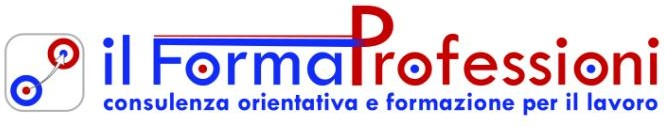 il FormaProfessioni
consulenza orientativa e formazione per il lavoro